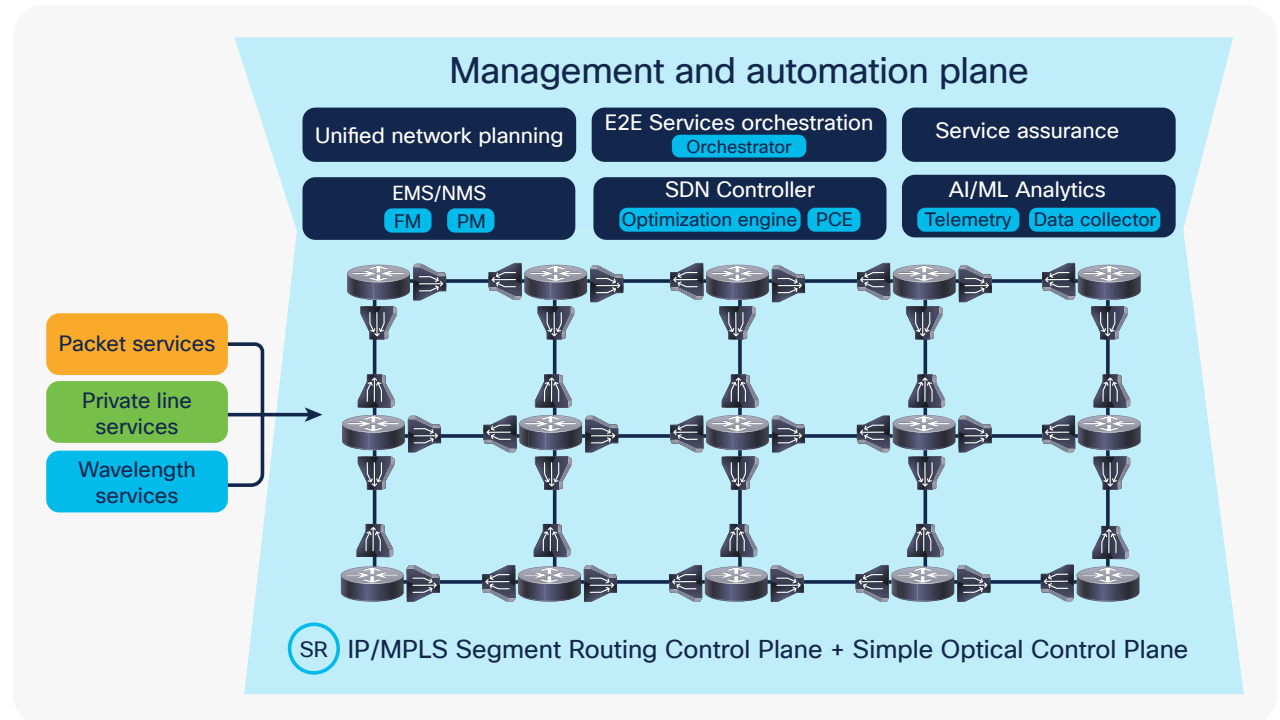 Management and automation plane
Unified network planning
E2E Services orchestration
Orchestrator
Service assurance
EMS/NMS
FM PM
SDN Controller
Optimization engine PCE
AI/ML Analytics
Telemetry Data collector
Packet services
Private line
services
Wavelength
services
SR IP/MPLS Segment Routing Control Plane + Simple Optical Control Plane